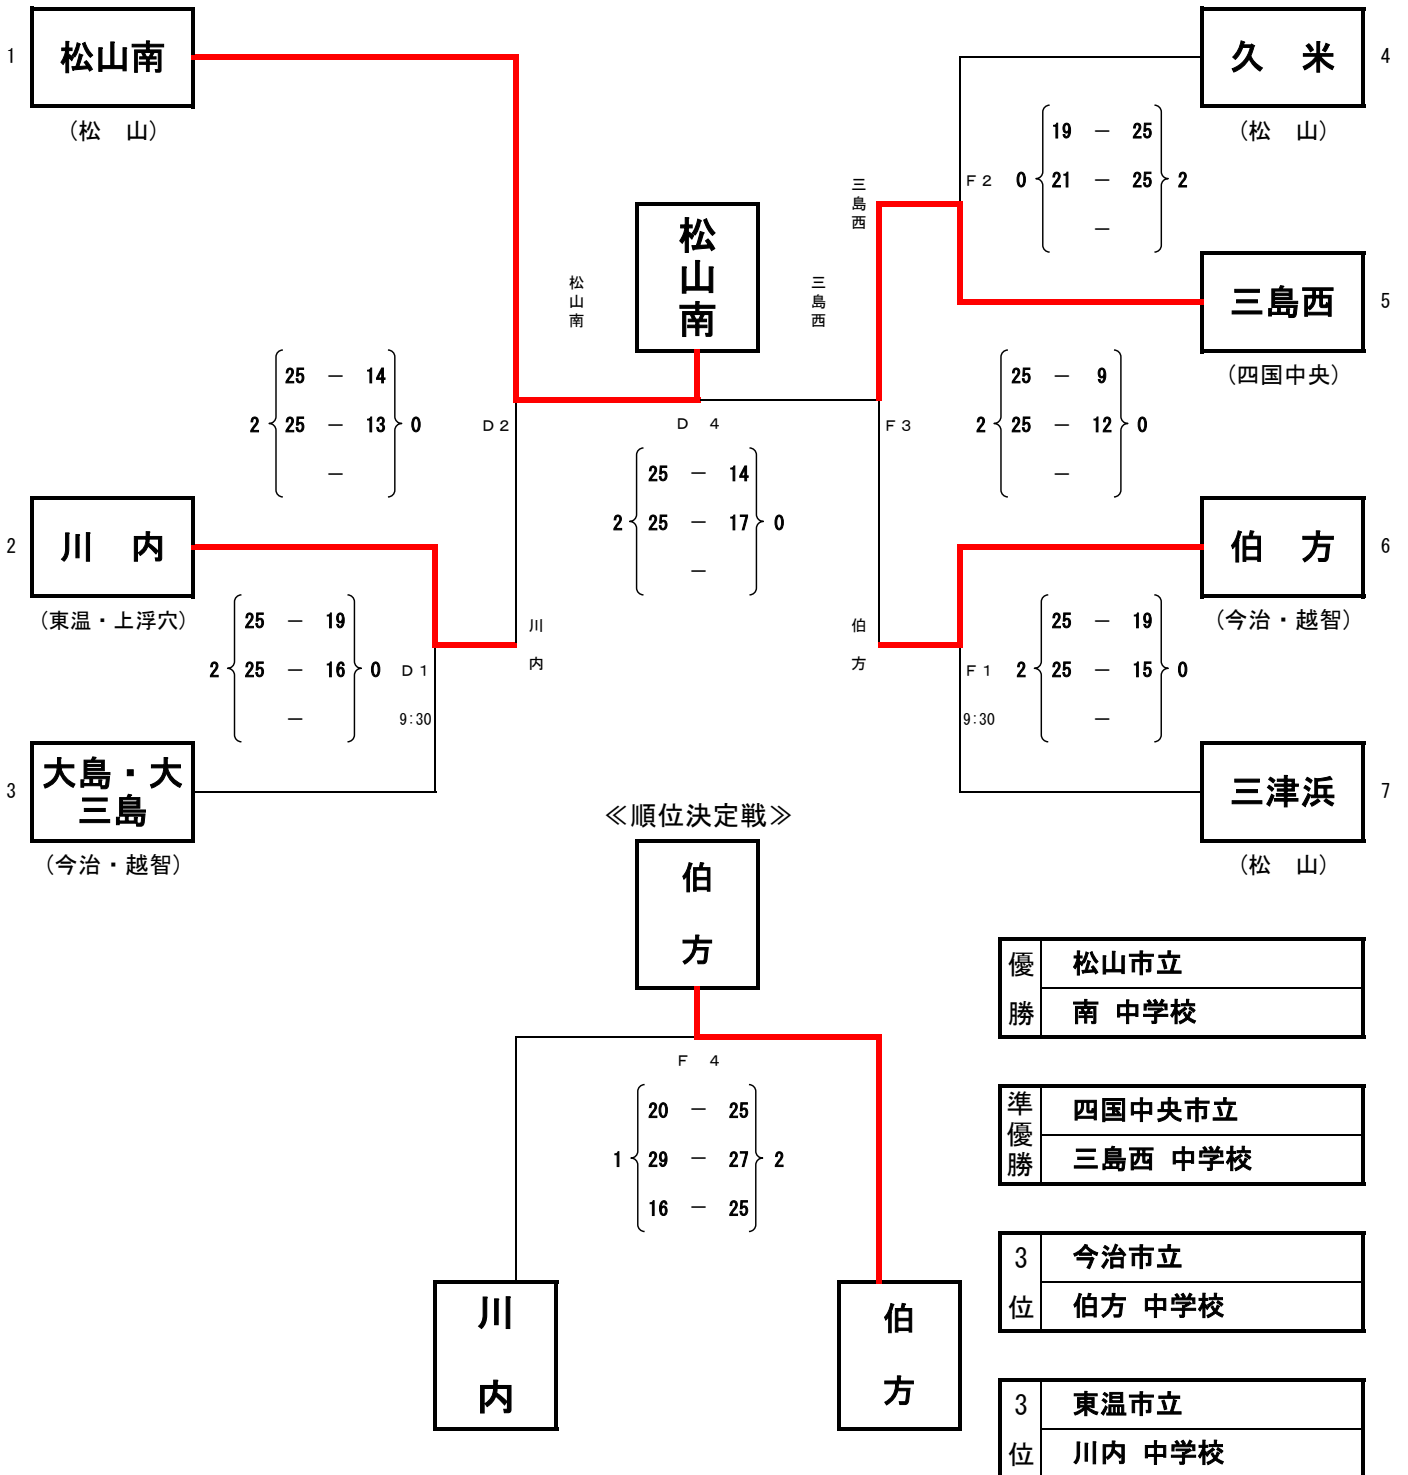 1
松山南
（松　山）
久　米
4
（松　山）
19 － 25
F２ 0 21 － 25 2
－
三島西
三島西
5
（四国中央）
松山南
松山南
三島西
25 － 14
2 25 － 13 0
－
D２
D　４
25 － 14
2 25 － 17 0
－
F３
25 － 9
2 25 － 12 0
－
2
川　内
（東温・上浮穴）
伯　方
6
（今治・越智）
25 － 19
2 25 － 16 0 D１
－
9:30
川内
伯方
25 － 19
F１ 2 25 － 15 0
－
9:30
3
大島・大
三島
（今治・越智）
三津浜
7
（松　山）
≪順位決定戦≫
伯方
F　４
20 － 25
1 29 － 27 2
16 － 25
川内
伯方
優勝
松山市立
南 中学校
準優勝
四国中央市立
三島西 中学校
3位
今治市立
伯方 中学校
3位
東温市立
川内 中学校